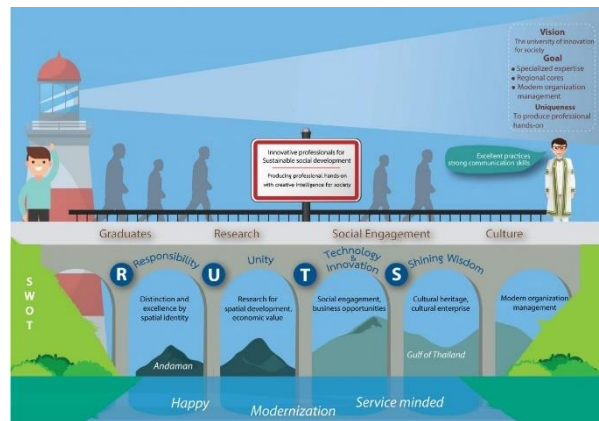 Vision
The university of innovation
for society
Goal
● Specialized expertise
● Regional cores
● Modern organization
management
Uniqueness
To produce professional
hands-on
Innovative professionals for
Sustainable social development
Producing professional hands-on
with creative intelligence for society
Excellent practices
strong communication skills
Graduates
Research
Social Engagement
Culture
SWOT
R Responsibility
U Unity
T Technology
& Innovation
S Shining Wisdom
Distinction and
excellence by
spatial identity
Research for
spatial development,
economic value
Social engagement,
business opportunities
Cultural heritage,
cultural enterprise
Modern organization
management
Andaman
Gulf of Thailand
Happy
Modernization
Service minded